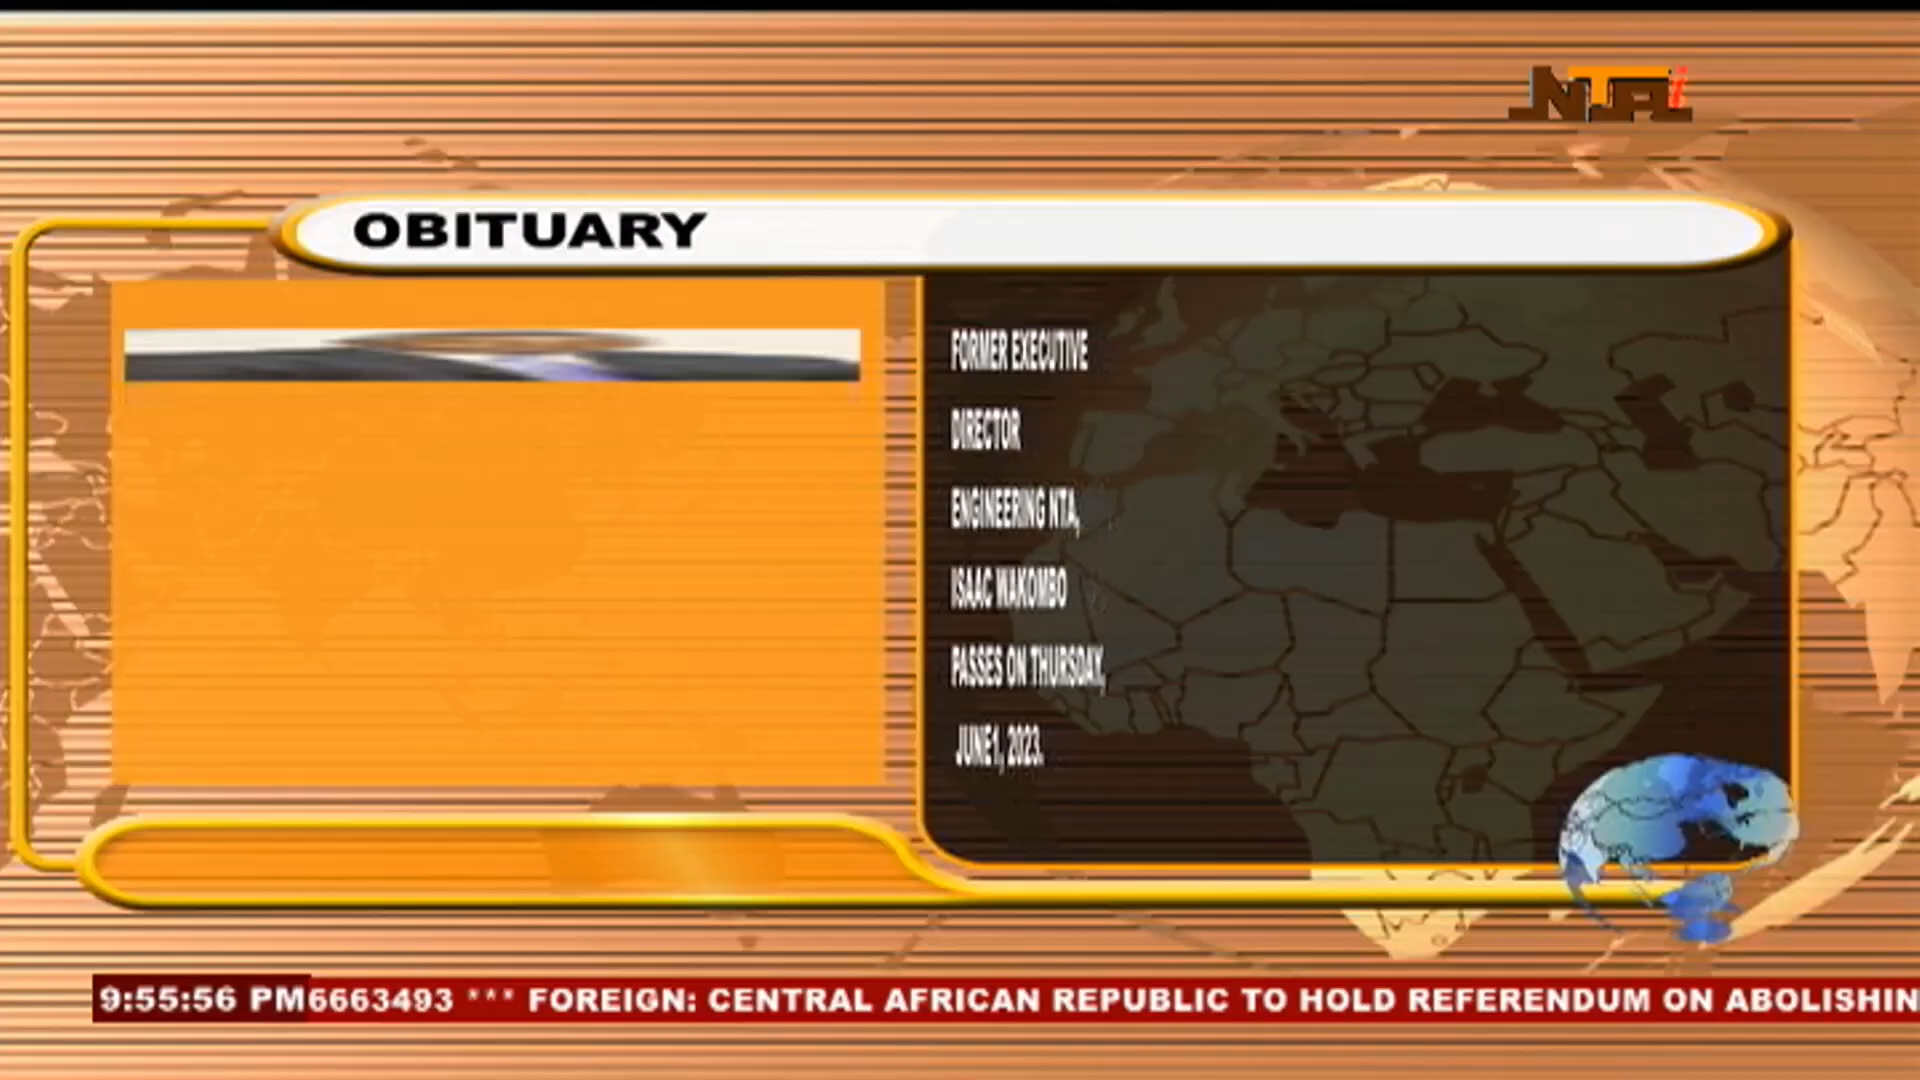 NTAi
OBITUARY
FORMER EXECUTIVE
DIRECTOR
ENGINEERING NTA,
ISAAC WAKOMBO
PASSES ON THURSDAY,
JUNE1, 2023.
9:55:56 PM6663493 *** FOREIGN: CENTRAL AFRICAN REPUBLIC TO HOLD REFERENDUM ON ABOLISHIN